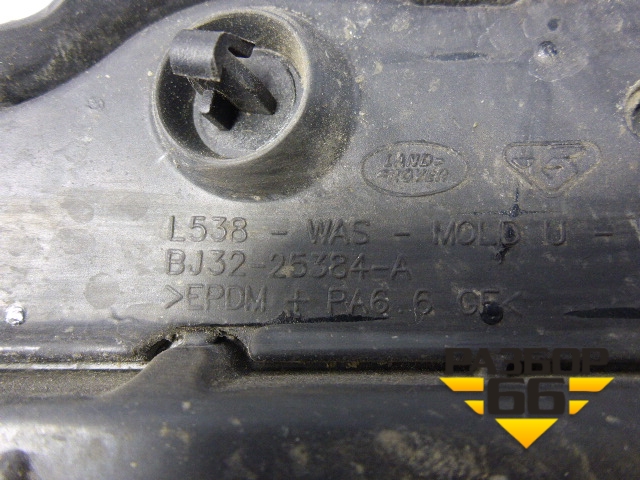 LAND-
ROVER
L538 - WAS - MOLD U -
BJ32-25384-A
>EPDM + PA6.6 GF<
РАЗБОР
66